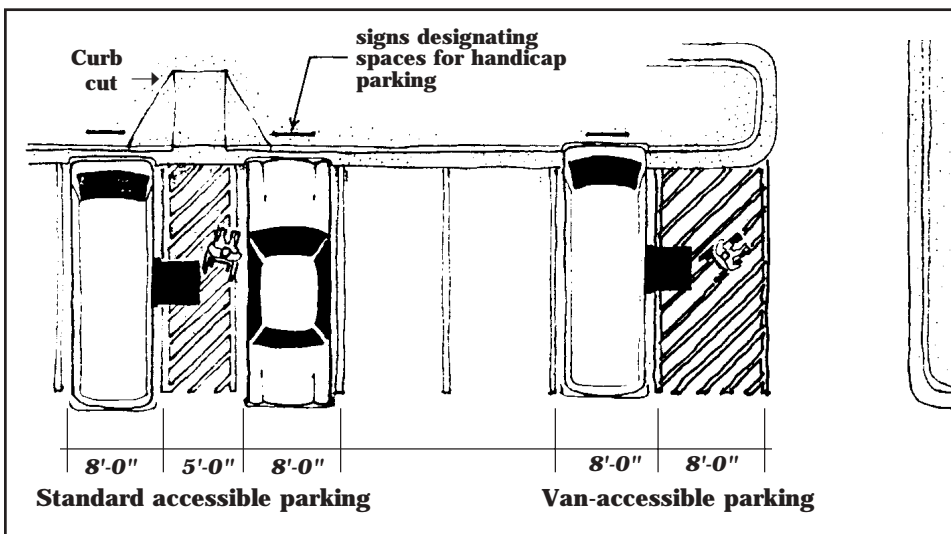 signs designating
spaces for handicap
parking
Curb
cut
8'-0" 5'-0" 8'-0"
8'-0" 8'-0"
Standard accessible parking
Van-accessible parking